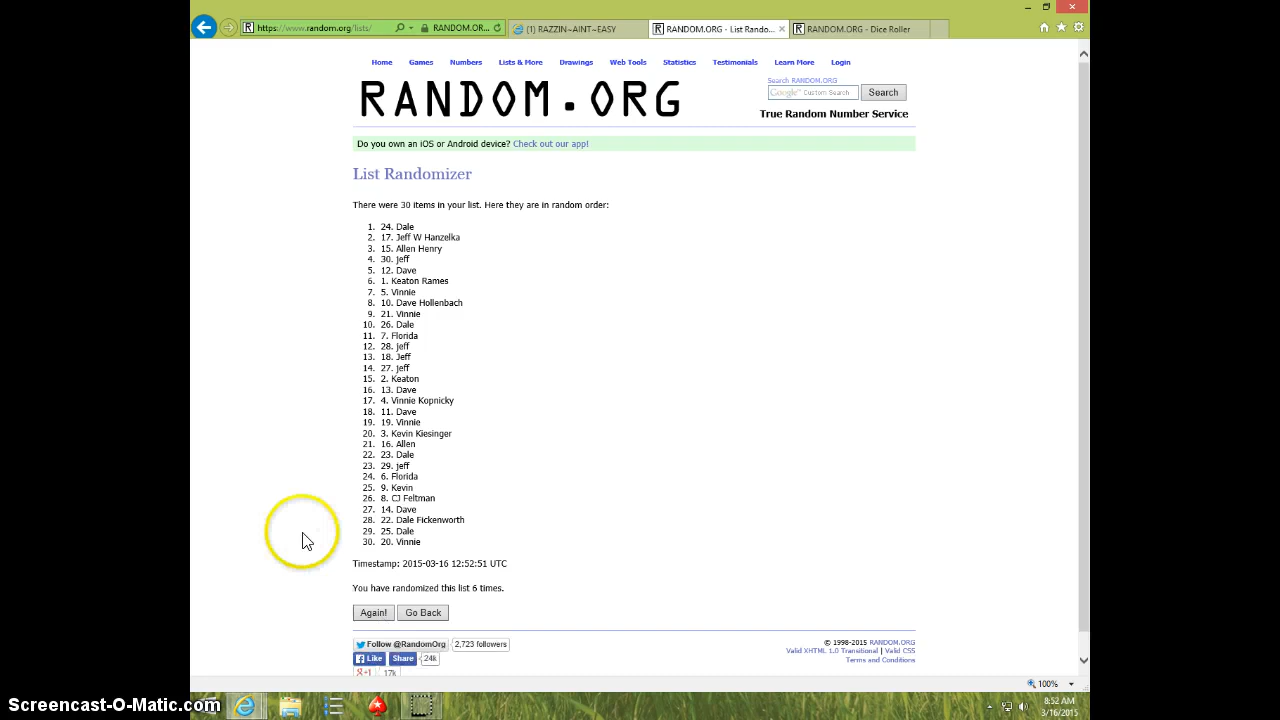 https://www.random.org/lists/
RANDOM.OR...
(1) RAZZIN~AINT~EASY
RANDOM.ORG - List Rando...
RANDOM.ORG - Dice Roller
Home Games Numbers Lists & More Drawings Web Tools Statistics Testimonials Learn More Login
RANDOM.ORG
Search RANDOM.ORG
Google Custom Search Search
True Random Number Service
Do you own an iOS or Android device? Check out our app!
List Randomizer
There were 30 items in your list. Here they are in random order:
1. 24. Dale
2. 17. Jeff W Hanzelka
3. 15. Allen Henry
4. 30. jeff
5. 12. Dave
6. 1. Keaton Rames
7. 5. Vinnie
8. 10. Dave Hollenbach
9. 21. Vinnie
10. 26. Dale
11. 7. Florida
12. 28. jeff
13. 18. Jeff
14. 27. jeff
15. 2. Keaton
16. 13. Dave
17. 4. Vinnie Kopnicky
18. 11. Dave
19. 19. Vinnie
20. 3. Kevin Kiesinger
21. 16. Allen
22. 23. Dale
23. 29. jeff
24. 6. Florida
25. 9. Kevin
26. 8. CJ Feltman
27. 14. Dave
28. 22. Dale Fickenworth
29. 25. Dale
30. 20. Vinnie
Timestamp: 2015-03-16 12:52:51 UTC
You have randomized this list 6 times.
Again! Go Back
Follow @RandomOrg 2,723 followers
Like Share 24k
g+1 17k
© 1998-2015 RANDOM.ORG
Valid XHTML 1.0 Transitional | Valid CSS
Terms and Conditions
100%
8:52 AM
3/16/2015
Screencast-O-Matic.com